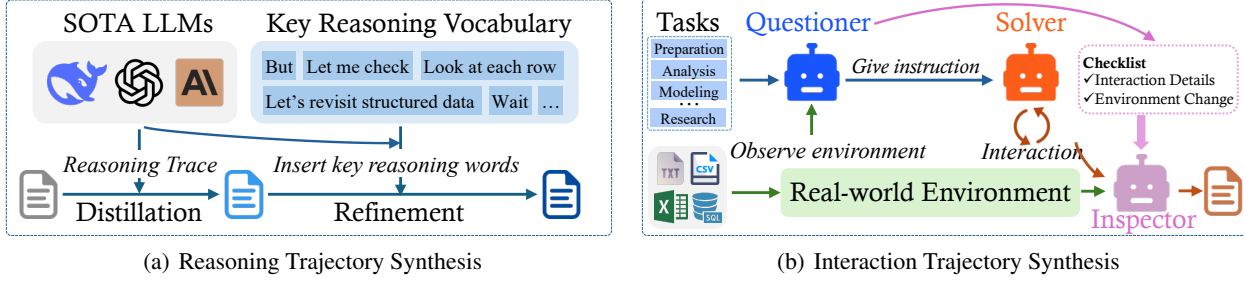 SOTA LLMs
Key Reasoning Vocabulary
But Let me check Look at each row
Let's revisit structured data Wait ...
Reasoning Trace
Insert key reasoning words
Distillation
Refinement
(a) Reasoning Trajectory Synthesis
Tasks
Preparation
Analysis
Modeling
...
Research
Questioner
Solver
Give instruction
Checklist
✓Interaction Details
✓Environment Change
Observe environment
Interaction
TXT
CSV
X
SQL
Real-world Environment
Inspector
(b) Interaction Trajectory Synthesis